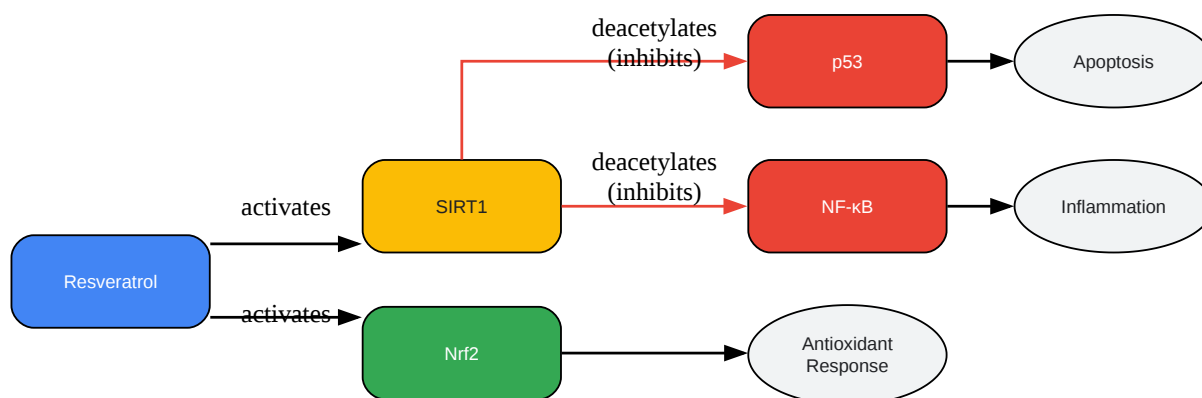 deacetylates
(inhibits)
p53
Apoptosis
deacetylates
(inhibits)
activates
SIRT1
NF-κB
Inflammation
Resveratrol
activates
Nrf2
Antioxidant
Response